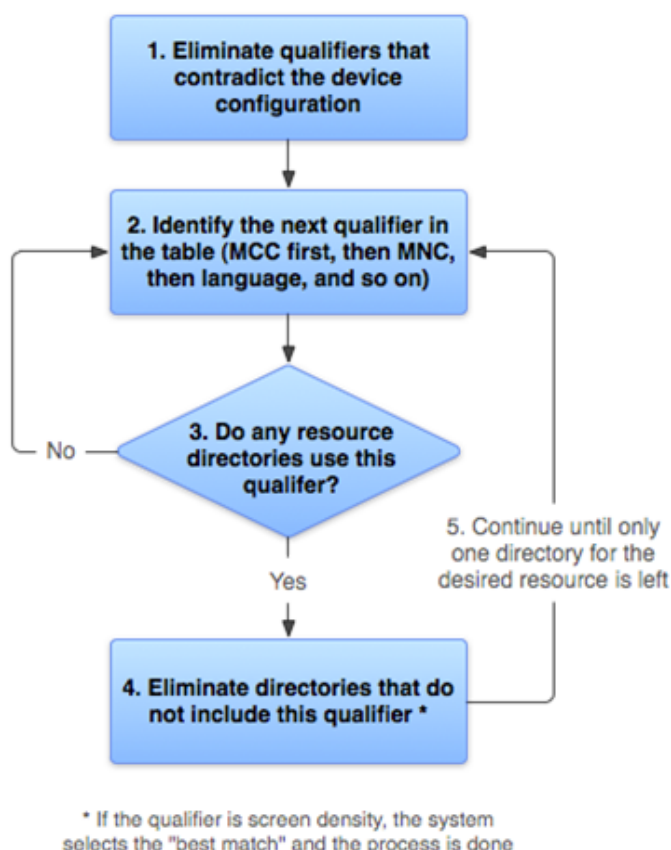 1. Eliminate qualifiers that
contradict the device
configuration
2. Identify the next qualifier in
the table (MCC first, then MNC,
then language, and so on)
3. Do any resource
directories use this
qualifer?
No
Yes
5. Continue until only
one directory for the
desired resource is left
4. Eliminate directories that do
not include this qualifier *
* If the qualifier is screen density, the system
selects the "best match" and the process is done